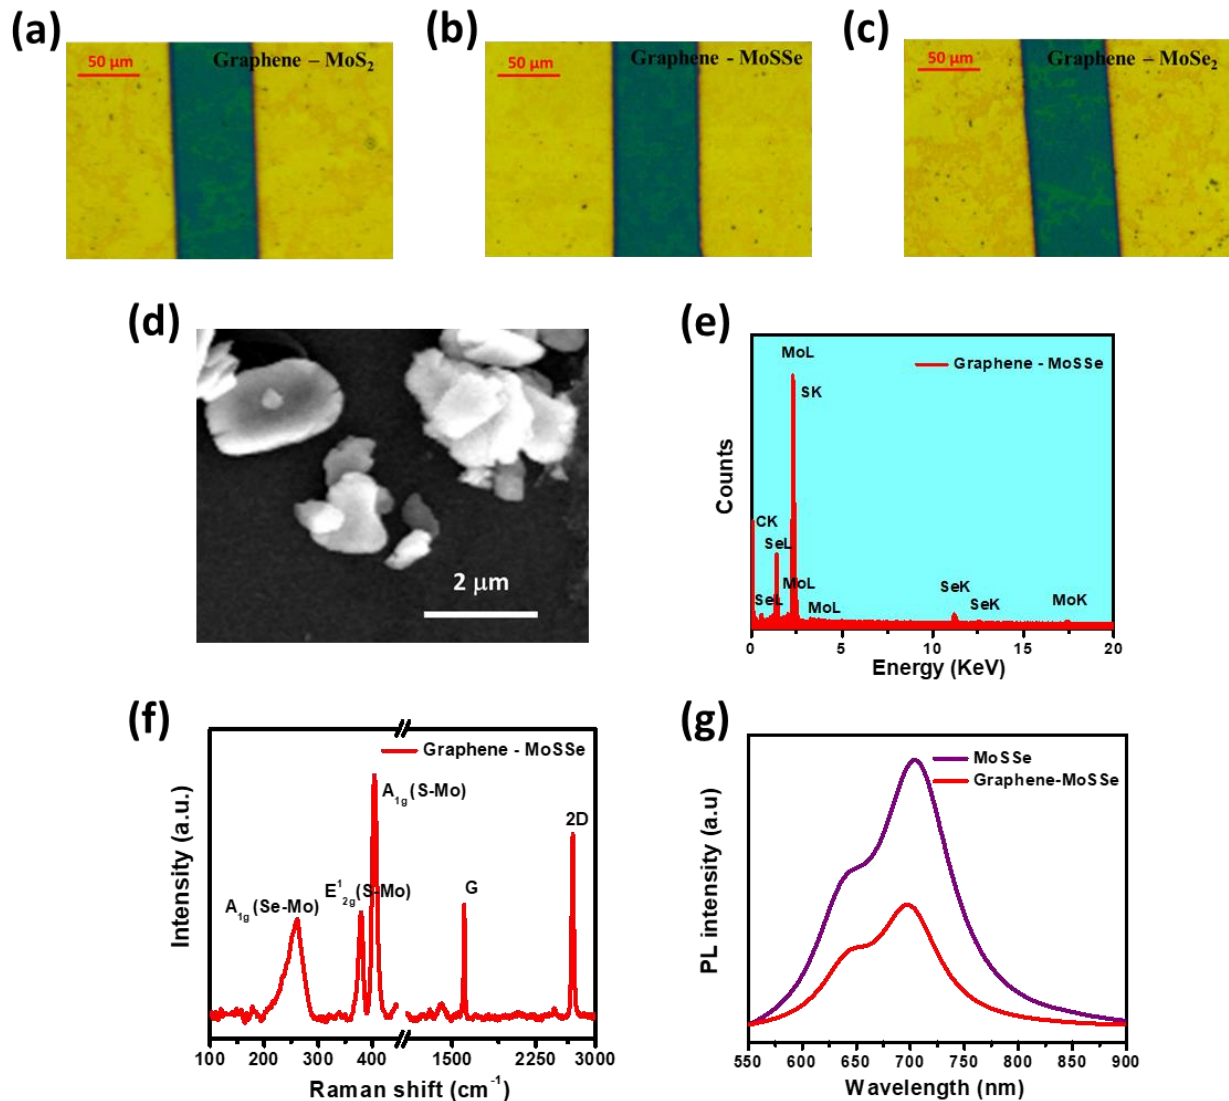 (a)
(b)
(c)
50 μm
Graphene – MoS₂
50 μm
Graphene - MoSSe
50 μm
Graphene – MoSe₂
(d)
2 μm
(e)
Graphene - MoSSe
MoL
SK
CK
SeL
MoL
SeL
MoL
SeK
SeK
MoK
Counts
0 5 10 15 20
Energy (KeV)
(f)
Graphene - MoSSe
A₁g (S-Mo)
E¹₂g(S-Mo)
A₁g (Se-Mo)
G
2D
Intensity (a.u.)
100 200 300 400 1500 2250 3000
Raman shift (cm⁻¹)
(g)
MoSSe
Graphene-MoSSe
PL intensity (a.u)
550 600 650 700 750 800 850 900
Wavelength (nm)